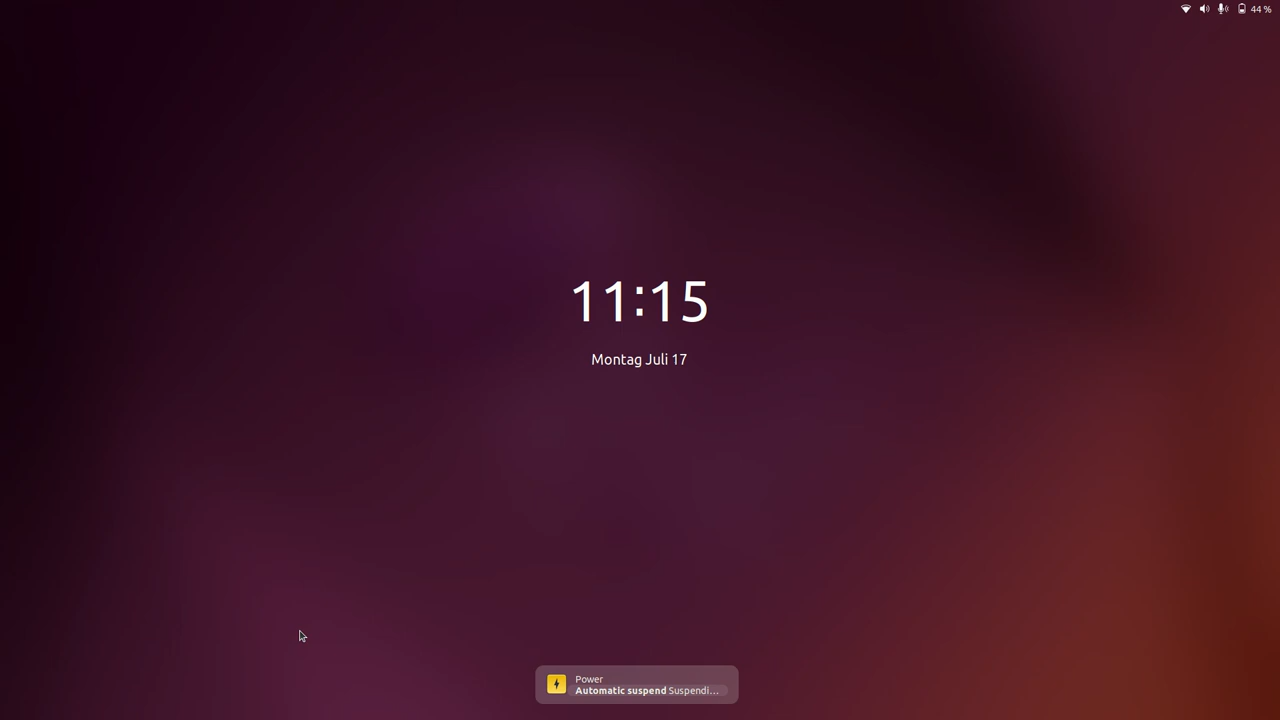 44 %
11:15
Montag Juli 17
Power
Automatic suspend Suspendi…